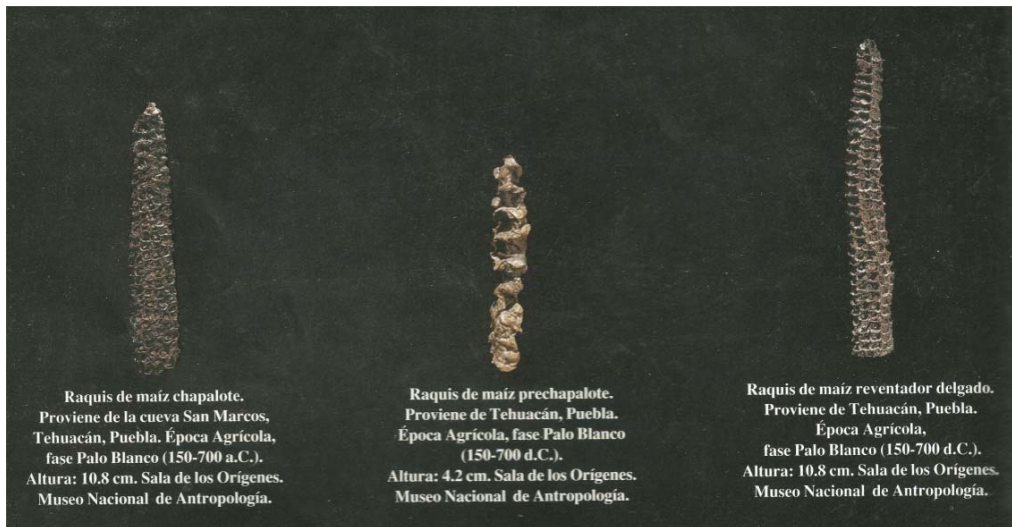 Raquis de maíz chapalote.
Proviene de la cueva San Marcos,
Tehuacán, Puebla. Época Agrícola,
fase Palo Blanco (150-700 a.C.).
Altura: 10.8 cm. Sala de los Orígenes.
Museo Nacional de Antropología.
Raquis de maíz prechapalote.
Proviene de Tehuacán, Puebla.
Época Agrícola, fase Palo Blanco
(150-700 d.C.).
Altura: 4.2 cm. Sala de los Orígenes.
Museo Nacional de Antropología.
Raquis de maíz reventador delgado.
Proviene de Tehuacán, Puebla.
Época Agrícola,
fase Palo Blanco (150-700 d.C.).
Altura: 10.8 cm. Sala de los Orígenes.
Museo Nacional de Antropología.